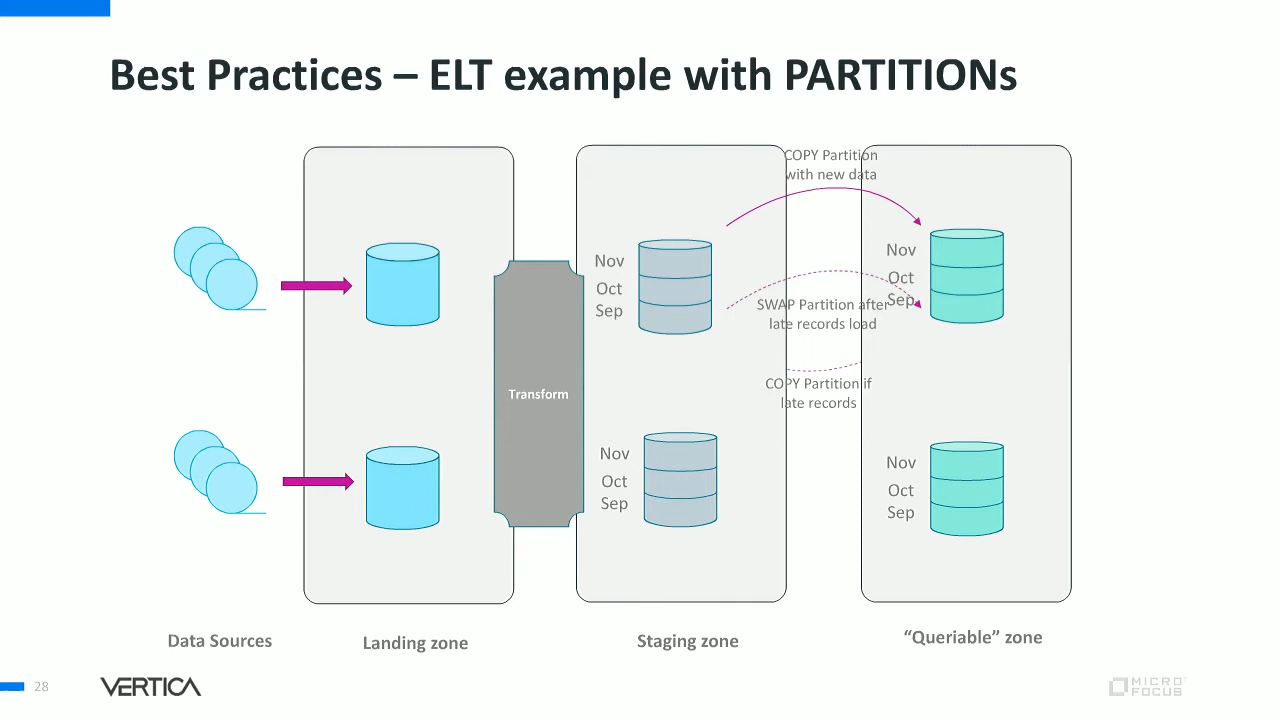 Best Practices – ELT example with PARTITIONs
COPY Partition
with new data
Nov
Oct
Sep
Nov
Oct
Sep
SWAP Partition after
late records load
Transform
COPY Partition if
late records
Nov
Oct
Sep
Nov
Oct
Sep
Data Sources
Landing zone
Staging zone
“Queriable” zone
28
VERTICA
MICRO
FOCUS